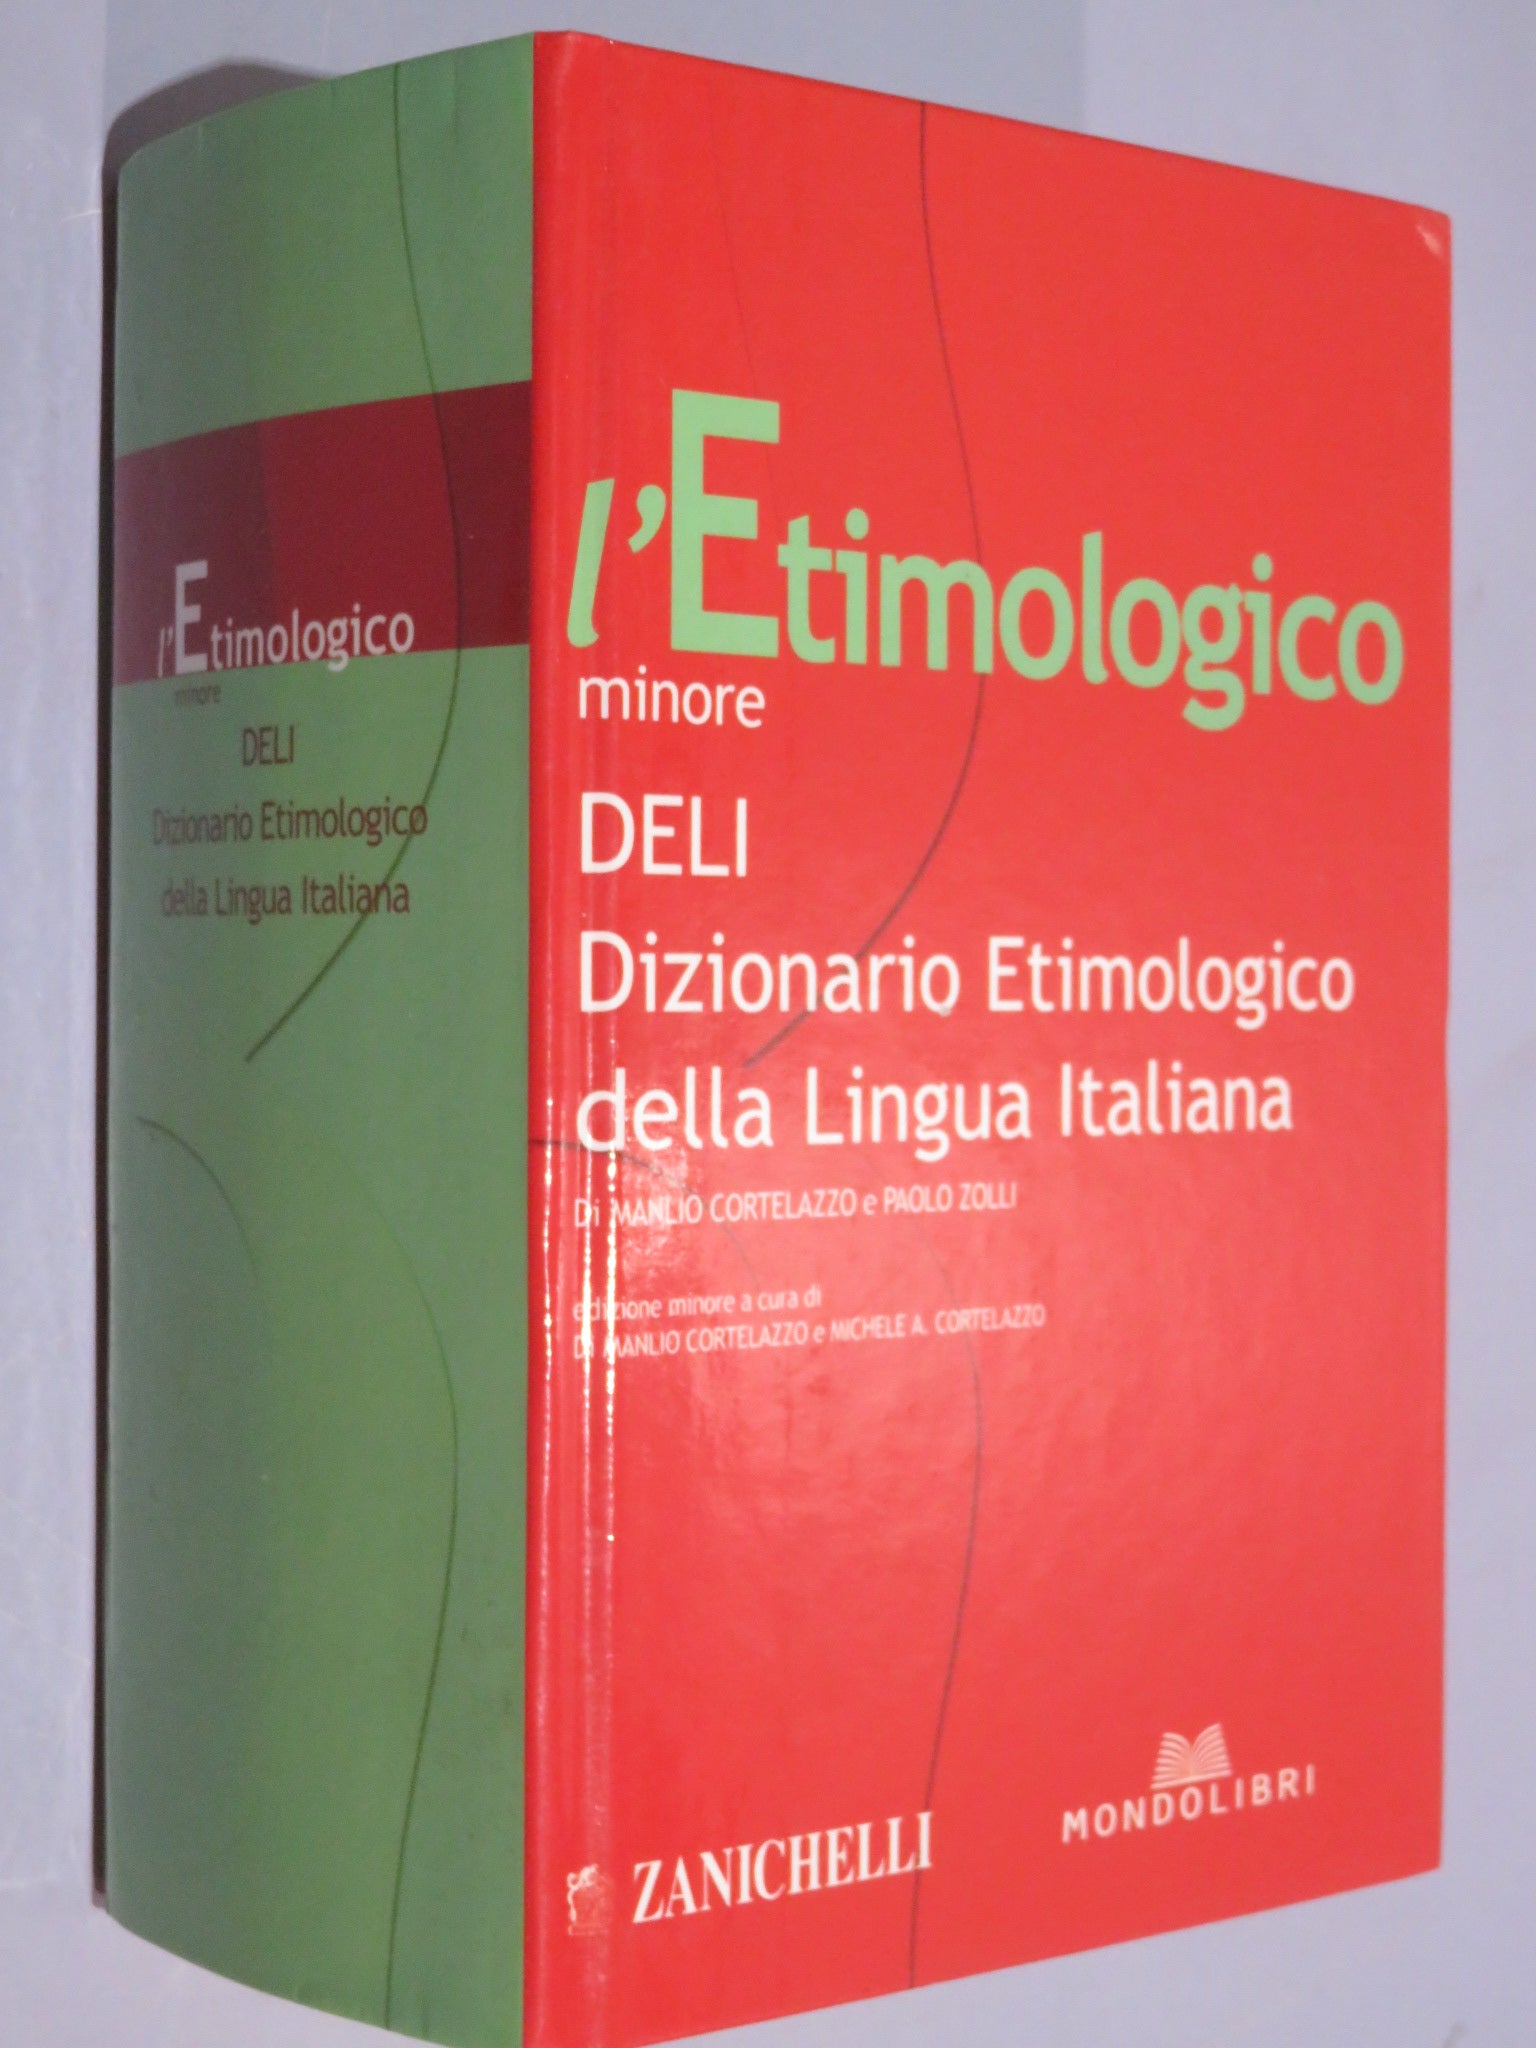 l'Etimologico
minore
DELI
Dizionario Etimologico
della Lingua Italiana
l'Etimologico
minore
DELI
Dizionario Etimologico
della Lingua Italiana
Di MANLIO CORTELAZZO e PAOLO ZOLLI
edizione minore a cura di
Di MANLIO CORTELAZZO e MICHELE A. CORTELAZZO
ZANICHELLI
MONDOLIBRI